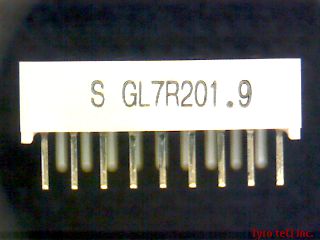 S GL7R201.9
Tyro teQ Inc.